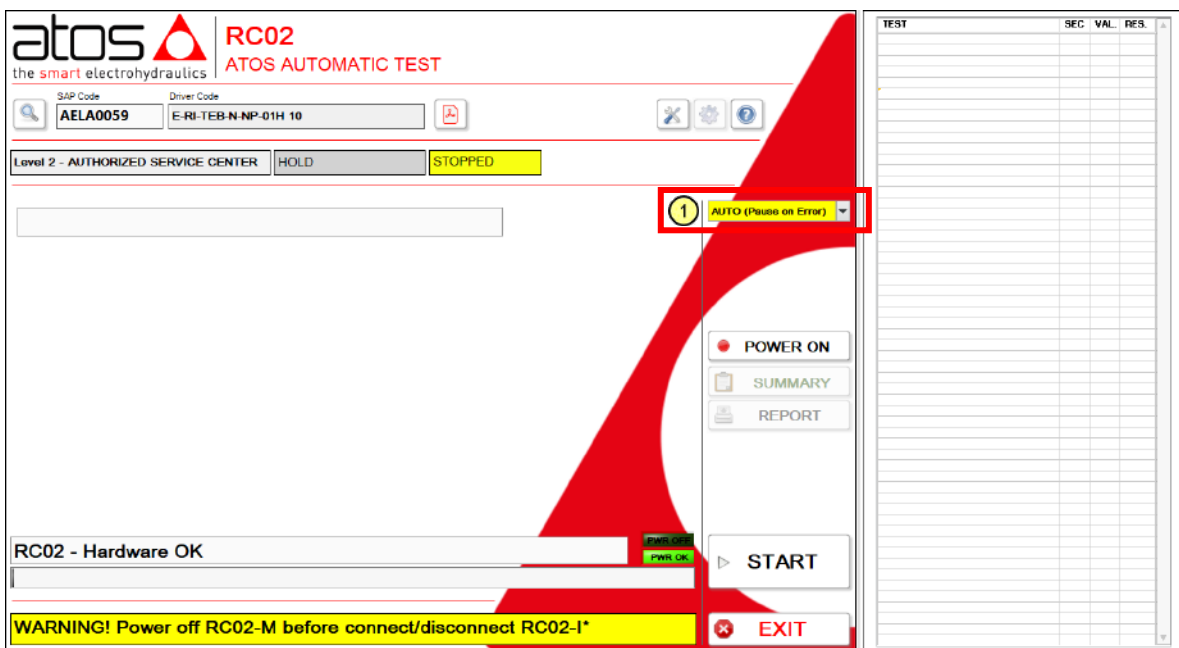 atos
the smart electrohydraulics
RC02
ATOS AUTOMATIC TEST
SAP Code
Driver Code
AELA0059
E-RI-TEB-N-NP-01H 10
Level 2 - AUTHORIZED SERVICE CENTER
HOLD
STOPPED
1
AUTO (Pause on Error)
POWER ON
SUMMARY
REPORT
RC02 - Hardware OK
PWR OFF
PWR OK
START
WARNING! Power off RC02-M before connect/disconnect RC02-I*
EXIT
TEST SEC VAL. RES.